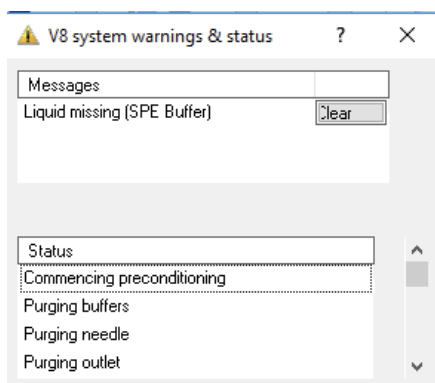 V8 system warnings & status ? ×
Messages
Liquid missing (SPE Buffer) Clear
Status
Commencing preconditioning
Purging buffers
Purging needle
Purging outlet